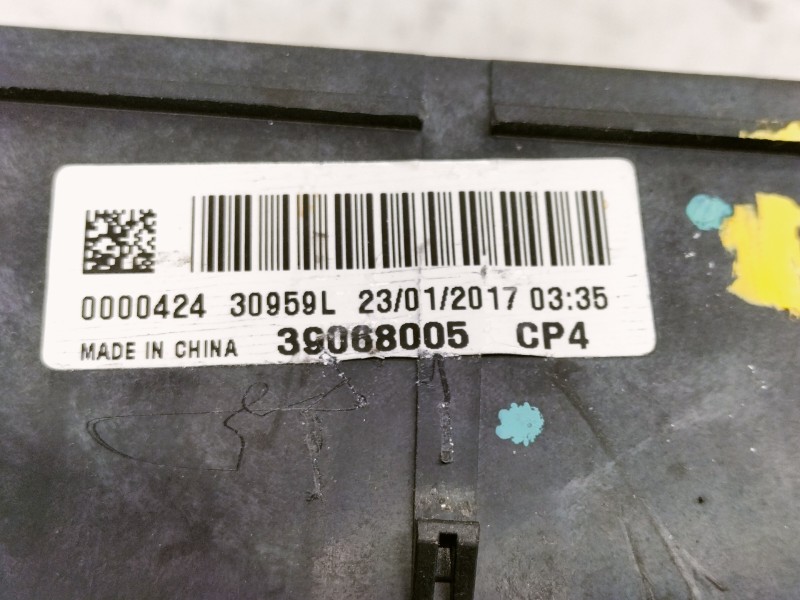 0000424 30959L 23/01/2017 03:35
MADE IN CHINA 39068005 CP4